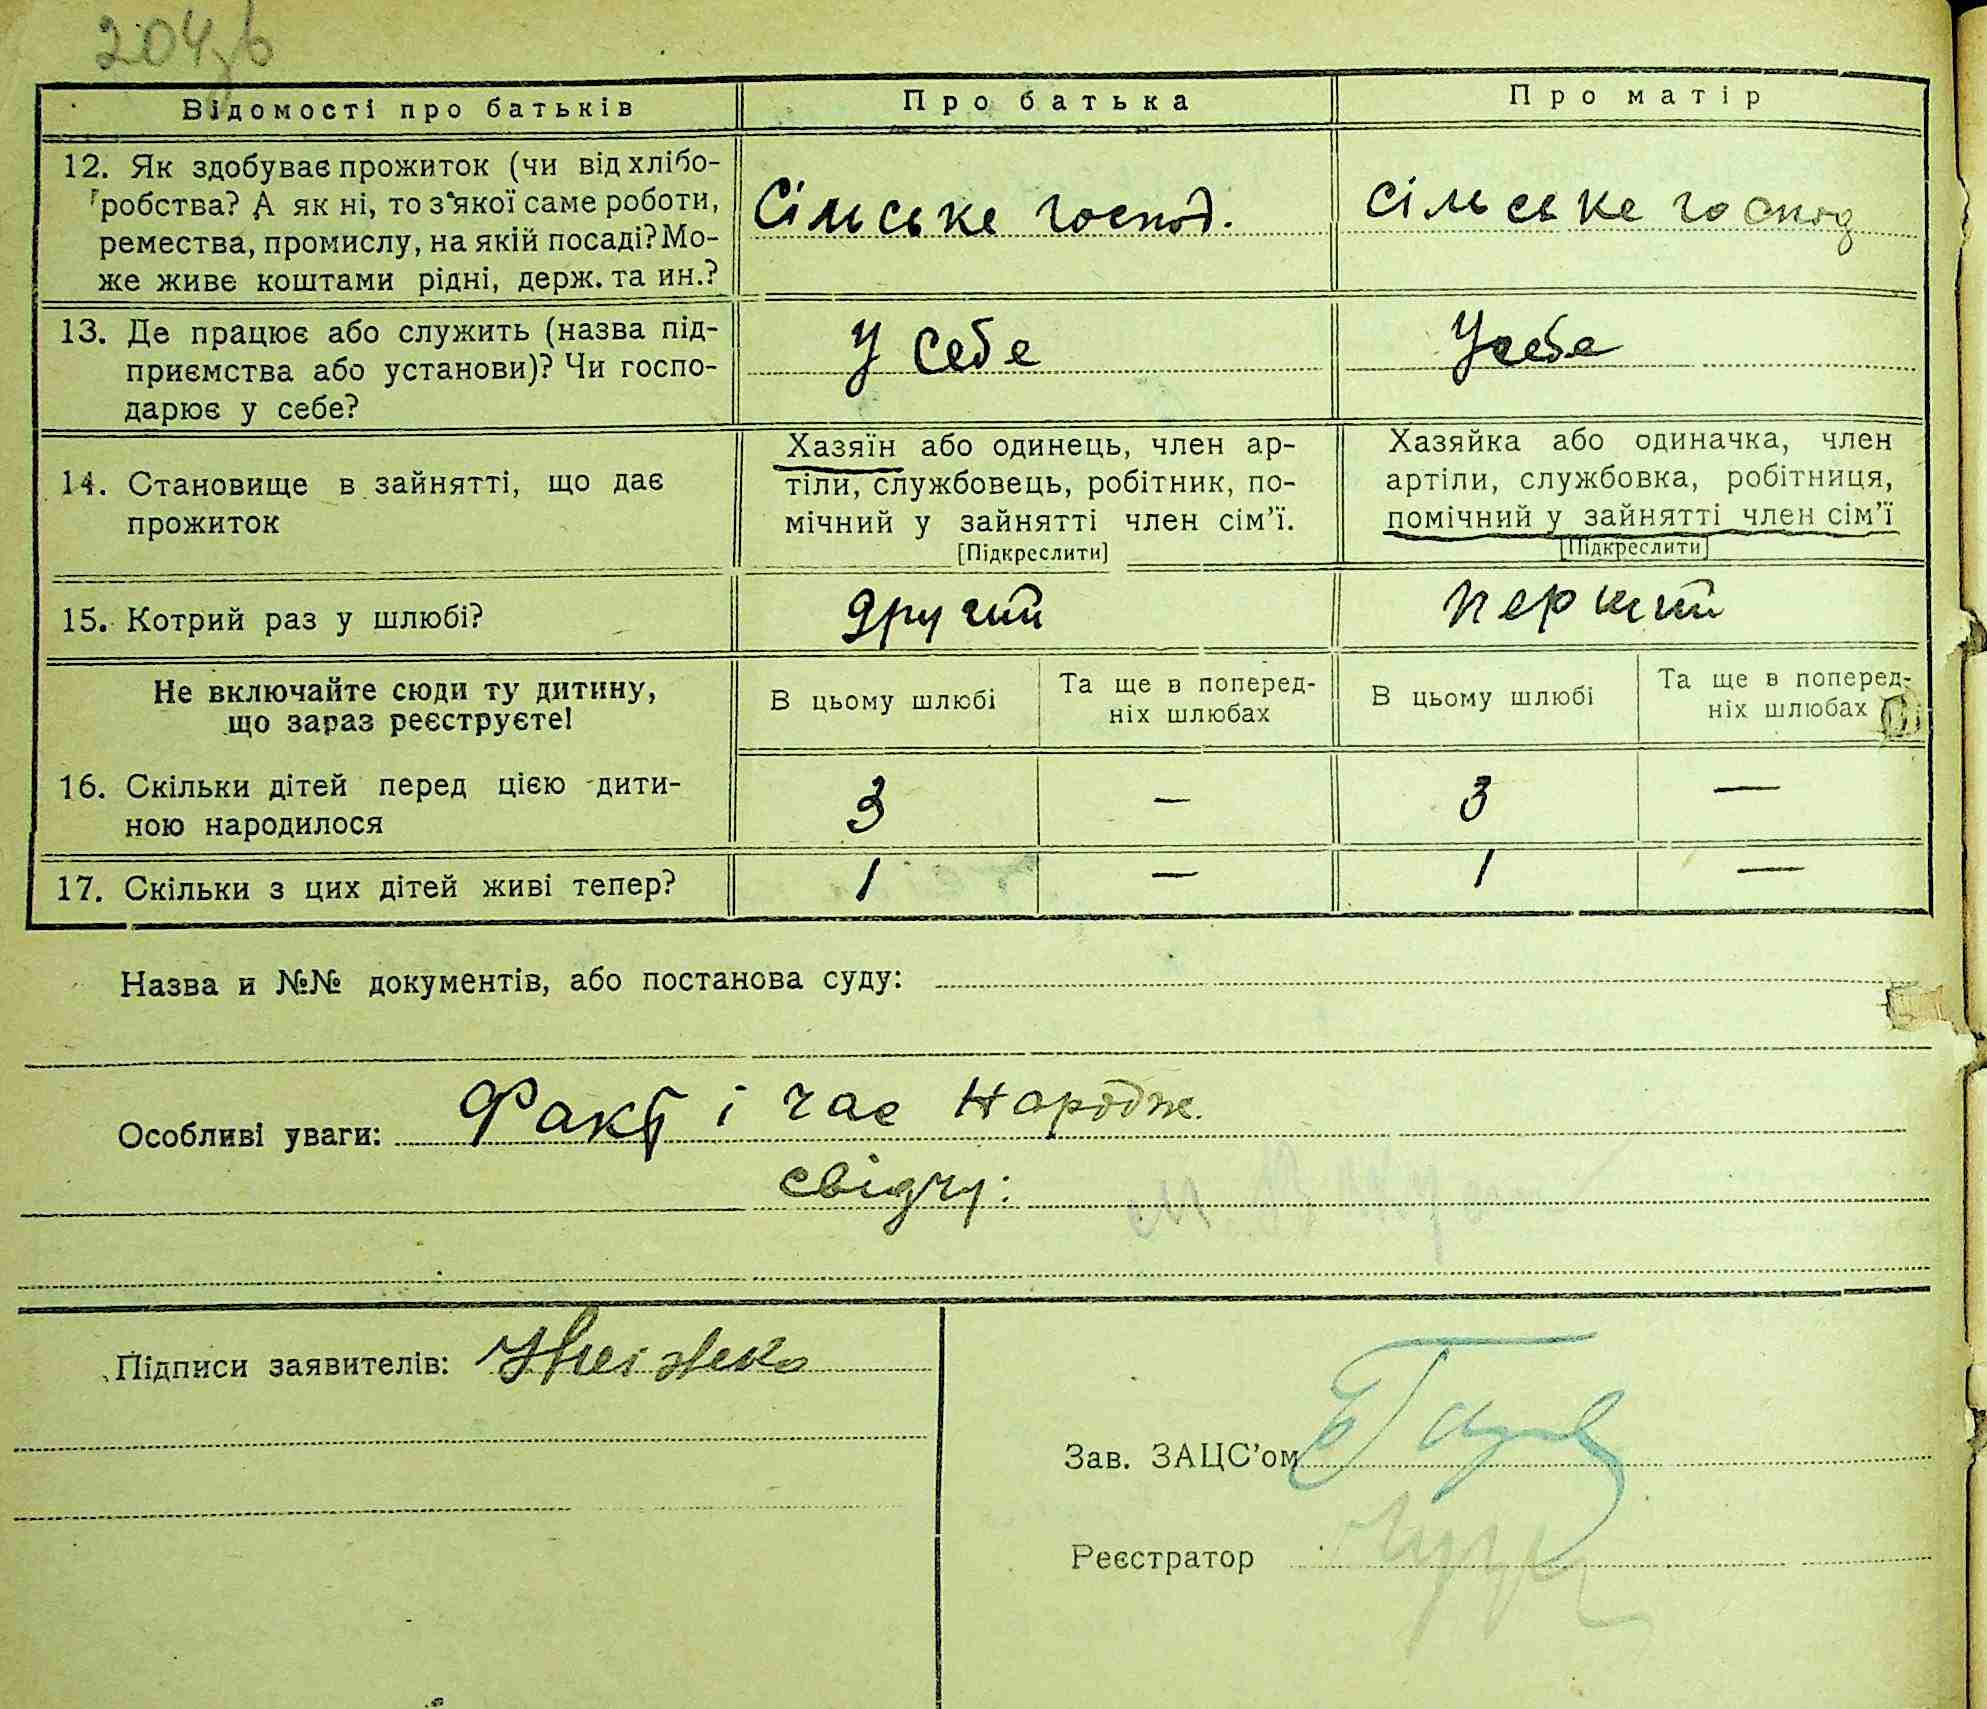 Відомості про батьків
Про батька
Про матір
12. Як здобуває прожиток (чи від хлібо-
робства? А як ні, то з якої саме роботи,
ремества, промислу, на якій посаді? Мо-
же живе коштами рідні, держ. та ин.?
Сільське господ.
сільське господ
13. Де працює або служить (назва під-
приємства або установи)? Чи госпо-
дарює у себе?
У себе
У себе
14. Становище в зайнятті, що дає
прожиток
Хазяїн або одинець, член ар-
тіли, службовець, робітник, по-
мічний у зайнятті член сім’ї.
[Підкреслити]
Хазяйка або одиначка, член
артіли, службовка, робітниця,
помічний у зайнятті член сім’ї
[Підкреслити]
15. Котрий раз у шлюбі?
другий
перший
Не включайте сюди ту дитину,
що зараз реєструєте!
В цьому шлюбі
Та ще в поперед-
ніх шлюбах
В цьому шлюбі
Та ще в поперед-
ніх шлюбах
16. Скільки дітей перед цією дити-
ною народилося
3 — 3 —
17. Скільки з цих дітей живі тепер?
1 — 1 —
Назва и №№ документів, або постанова суду:
Особливі уваги: Факт і час Народж.
свідчу:
Підписи заявителів:
Зав. ЗАЦС’ом
Реєстратор